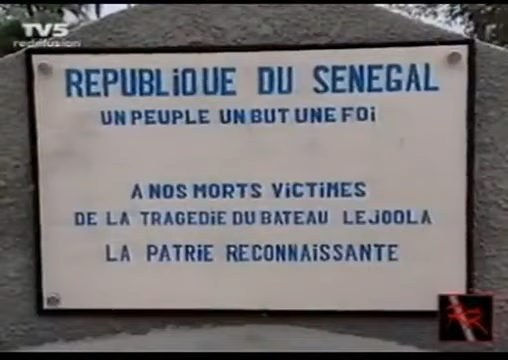 TV5
rediffusion
REPUBLiQUE DU SENEGAL
UN PEUPLE UN BUT UNE FOi
A NOS MORTS ViCTiMES
DE LA TRAGEDiE DU BATEAU LEJOOLA
LA PATRiE RECONNAiSSANTE